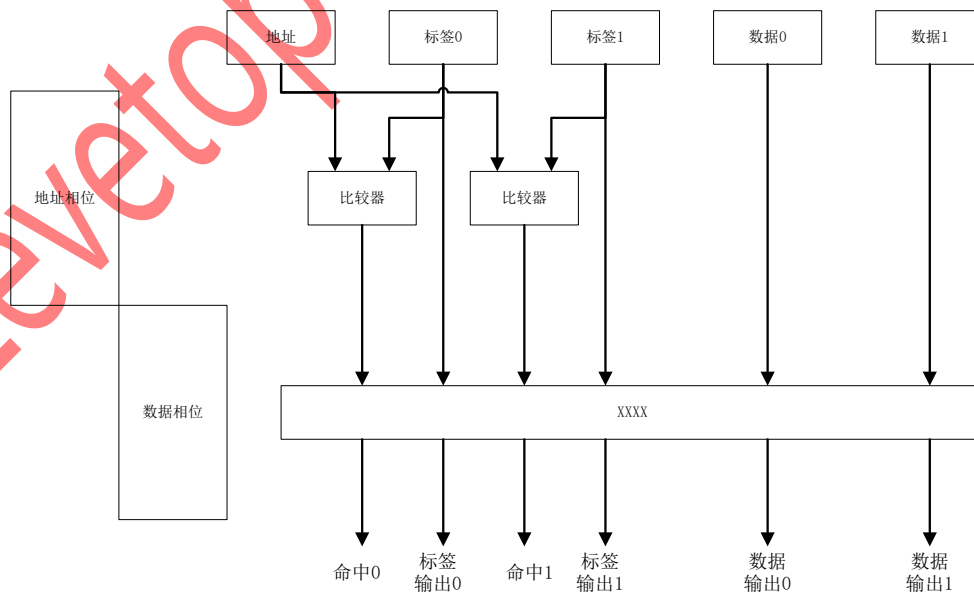 地址
标签0
标签1
数据0
数据1
地址相位
比较器
比较器
数据相位
XXXX
命中0
标签
输出0
命中1
标签
输出1
数据
输出0
数据
输出1